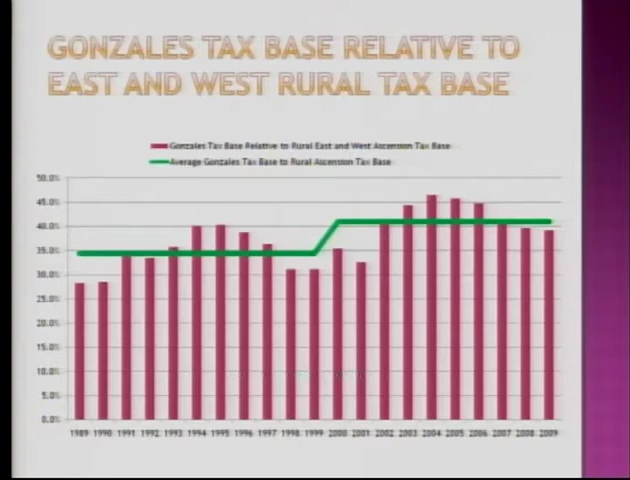 GONZALES TAX BASE RELATIVE TO
EAST AND WEST RURAL TAX BASE
Gonzales Tax Base Relative to Rural East and West Ascension Tax Base
Average Gonzales Tax Base to Rural Ascension Tax Base
50.0%
45.0%
40.0%
35.0%
30.0%
25.0%
20.0%
15.0%
10.0%
5.0%
0.0%
1989 1990 1991 1992 1993 1994 1995 1996 1997 1998 1999 2000 2001 2002 2003 2004 2005 2006 2007 2008 2009